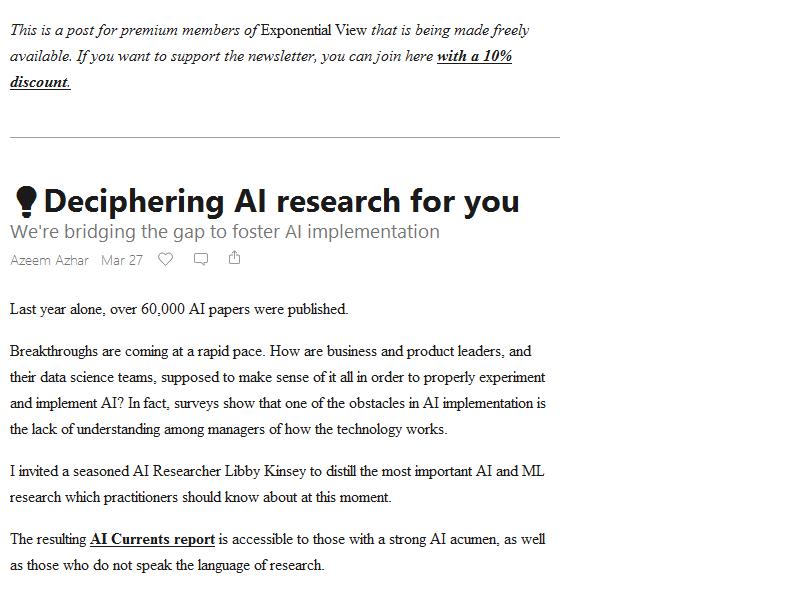 This is a post for premium members of Exponential View that is being made freely
available. If you want to support the newsletter, you can join here with a 10%
discount.
Deciphering AI research for you
We're bridging the gap to foster AI implementation
Azeem Azhar Mar 27
Last year alone, over 60,000 AI papers were published.
Breakthroughs are coming at a rapid pace. How are business and product leaders, and
their data science teams, supposed to make sense of it all in order to properly experiment
and implement AI? In fact, surveys show that one of the obstacles in AI implementation is
the lack of understanding among managers of how the technology works.
I invited a seasoned AI Researcher Libby Kinsey to distill the most important AI and ML
research which practitioners should know about at this moment.
The resulting AI Currents report is accessible to those with a strong AI acumen, as well
as those who do not speak the language of research.